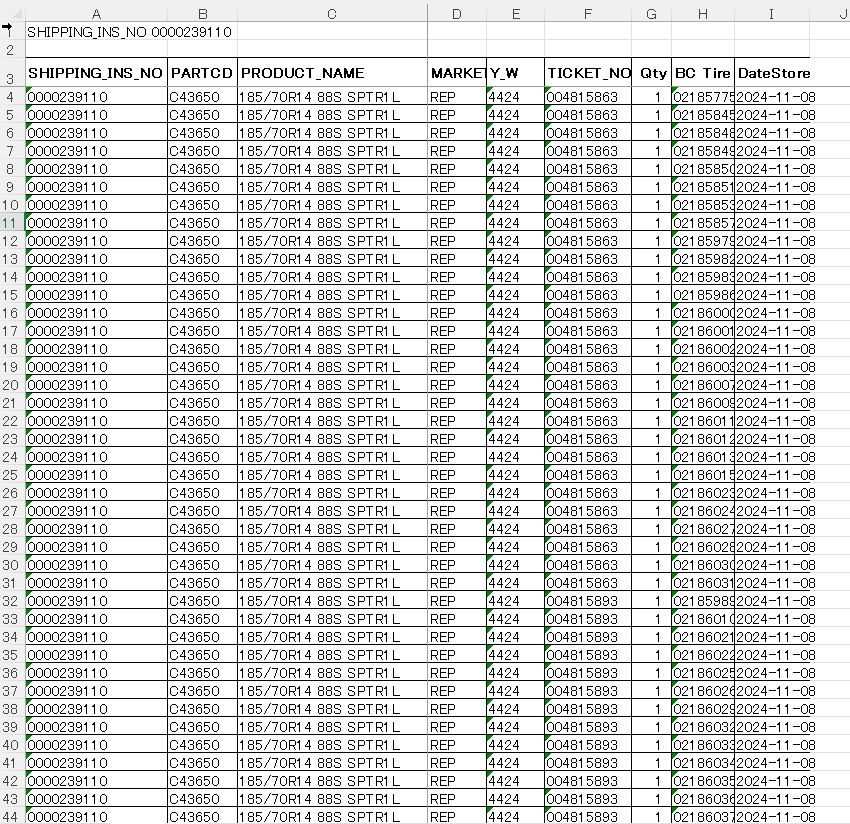 A B C D E F G H I J
1 SHIPPING_INS_NO 0000239110
2
3 SHIPPING_INS_NO PARTCD PRODUCT_NAME MARKET Y_W TICKET_NO Qty BC Tire DateStore
4 0000239110 C43650 185/70R14 88S SPTR1L REP 4424 004815863 1 02185775 2024-11-08
5 0000239110 C43650 185/70R14 88S SPTR1L REP 4424 004815863 1 02185845 2024-11-08
6 0000239110 C43650 185/70R14 88S SPTR1L REP 4424 004815863 1 02185848 2024-11-08
7 0000239110 C43650 185/70R14 88S SPTR1L REP 4424 004815863 1 02185849 2024-11-08
8 0000239110 C43650 185/70R14 88S SPTR1L REP 4424 004815863 1 02185850 2024-11-08
9 0000239110 C43650 185/70R14 88S SPTR1L REP 4424 004815863 1 02185851 2024-11-08
10 0000239110 C43650 185/70R14 88S SPTR1L REP 4424 004815863 1 02185853 2024-11-08
11 0000239110 C43650 185/70R14 88S SPTR1L REP 4424 004815863 1 02185857 2024-11-08
12 0000239110 C43650 185/70R14 88S SPTR1L REP 4424 004815863 1 02185979 2024-11-08
13 0000239110 C43650 185/70R14 88S SPTR1L REP 4424 004815863 1 02185982 2024-11-08
14 0000239110 C43650 185/70R14 88S SPTR1L REP 4424 004815863 1 02185983 2024-11-08
15 0000239110 C43650 185/70R14 88S SPTR1L REP 4424 004815863 1 02185986 2024-11-08
16 0000239110 C43650 185/70R14 88S SPTR1L REP 4424 004815863 1 02186000 2024-11-08
17 0000239110 C43650 185/70R14 88S SPTR1L REP 4424 004815863 1 02186001 2024-11-08
18 0000239110 C43650 185/70R14 88S SPTR1L REP 4424 004815863 1 02186002 2024-11-08
19 0000239110 C43650 185/70R14 88S SPTR1L REP 4424 004815863 1 02186003 2024-11-08
20 0000239110 C43650 185/70R14 88S SPTR1L REP 4424 004815863 1 02186007 2024-11-08
21 0000239110 C43650 185/70R14 88S SPTR1L REP 4424 004815863 1 02186009 2024-11-08
22 0000239110 C43650 185/70R14 88S SPTR1L REP 4424 004815863 1 02186011 2024-11-08
23 0000239110 C43650 185/70R14 88S SPTR1L REP 4424 004815863 1 02186012 2024-11-08
24 0000239110 C43650 185/70R14 88S SPTR1L REP 4424 004815863 1 02186013 2024-11-08
25 0000239110 C43650 185/70R14 88S SPTR1L REP 4424 004815863 1 02186015 2024-11-08
26 0000239110 C43650 185/70R14 88S SPTR1L REP 4424 004815863 1 02186023 2024-11-08
27 0000239110 C43650 185/70R14 88S SPTR1L REP 4424 004815863 1 02186024 2024-11-08
28 0000239110 C43650 185/70R14 88S SPTR1L REP 4424 004815863 1 02186027 2024-11-08
29 0000239110 C43650 185/70R14 88S SPTR1L REP 4424 004815863 1 02186028 2024-11-08
30 0000239110 C43650 185/70R14 88S SPTR1L REP 4424 004815863 1 02186030 2024-11-08
31 0000239110 C43650 185/70R14 88S SPTR1L REP 4424 004815863 1 02186031 2024-11-08
32 0000239110 C43650 185/70R14 88S SPTR1L REP 4424 004815893 1 02185989 2024-11-08
33 0000239110 C43650 185/70R14 88S SPTR1L REP 4424 004815893 1 02186010 2024-11-08
34 0000239110 C43650 185/70R14 88S SPTR1L REP 4424 004815893 1 02186021 2024-11-08
35 0000239110 C43650 185/70R14 88S SPTR1L REP 4424 004815893 1 02186022 2024-11-08
36 0000239110 C43650 185/70R14 88S SPTR1L REP 4424 004815893 1 02186025 2024-11-08
37 0000239110 C43650 185/70R14 88S SPTR1L REP 4424 004815893 1 02186026 2024-11-08
38 0000239110 C43650 185/70R14 88S SPTR1L REP 4424 004815893 1 02186029 2024-11-08
39 0000239110 C43650 185/70R14 88S SPTR1L REP 4424 004815893 1 02186032 2024-11-08
40 0000239110 C43650 185/70R14 88S SPTR1L REP 4424 004815893 1 02186033 2024-11-08
41 0000239110 C43650 185/70R14 88S SPTR1L REP 4424 004815893 1 02186034 2024-11-08
42 0000239110 C43650 185/70R14 88S SPTR1L REP 4424 004815893 1 02186035 2024-11-08
43 0000239110 C43650 185/70R14 88S SPTR1L REP 4424 004815893 1 02186036 2024-11-08
44 0000239110 C43650 185/70R14 88S SPTR1L REP 4424 004815893 1 02186037 2024-11-08